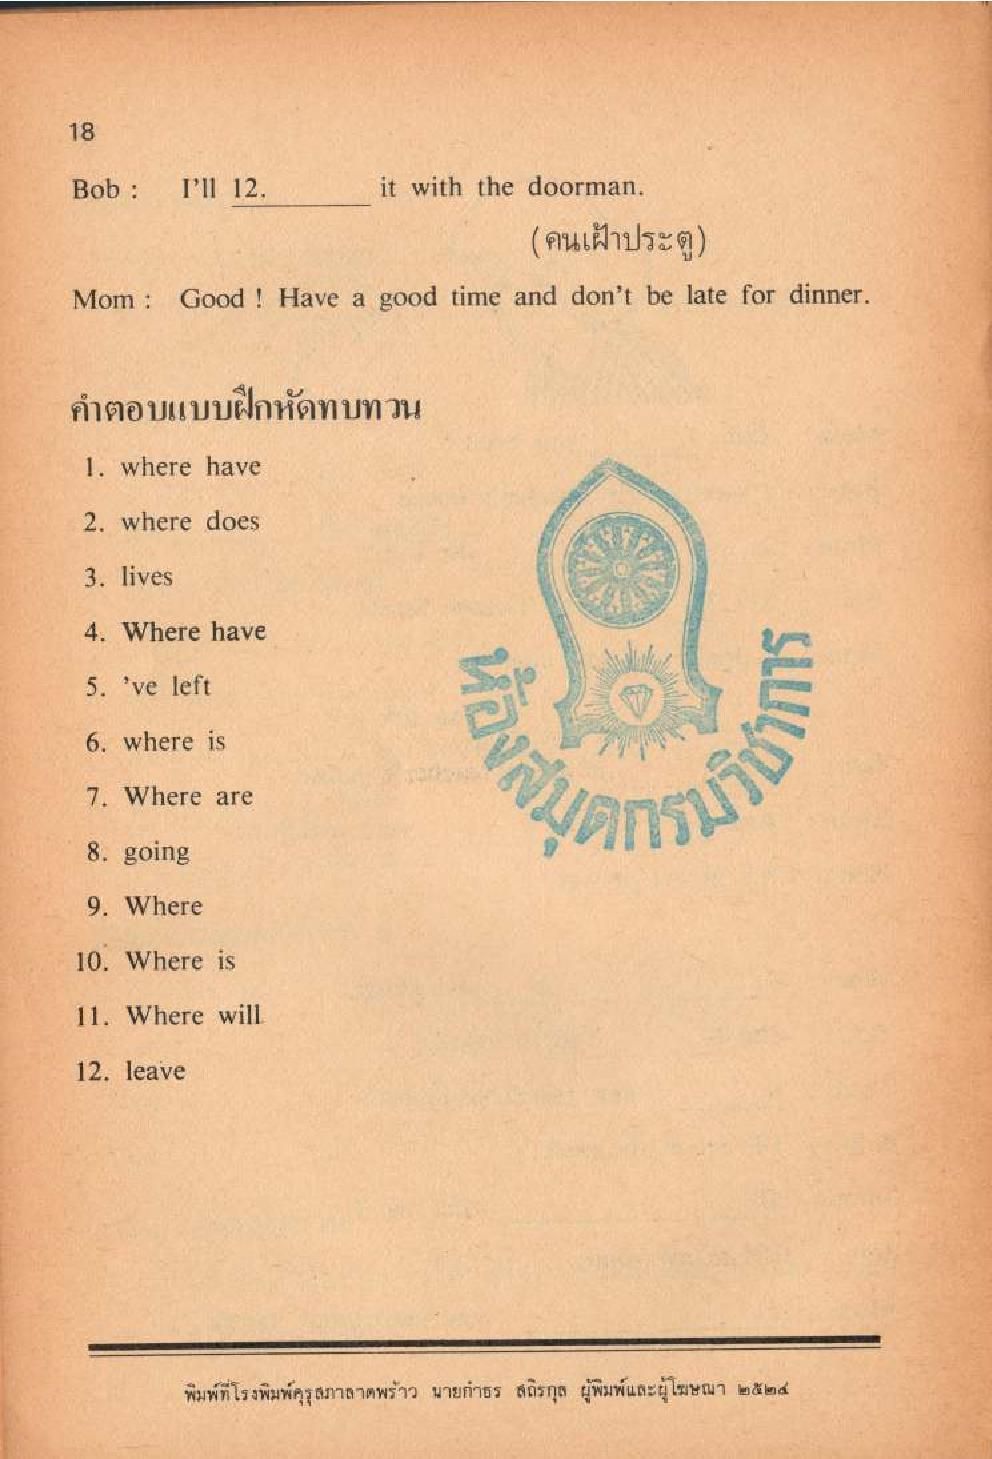 18
Bob : I'll 12. ________ it with the doorman.
(คนเฝ้าประตู)
Mom : Good ! Have a good time and don't be late for dinner.
คำตอบแบบฝึกหัดทบทวน
1. where have
2. where does
3. lives
4. Where have
5. 've left
6. where is
7. Where are
8. going
9. Where
10. Where is
11. Where will
12. leave
ห้องสมุดกรมวิชาการ
พิมพ์ที่โรงพิมพ์คุรุสภาลาดพร้าว นายกำธร สถิรกุล ผู้พิมพ์และผู้โฆษณา ๒๕๒๔